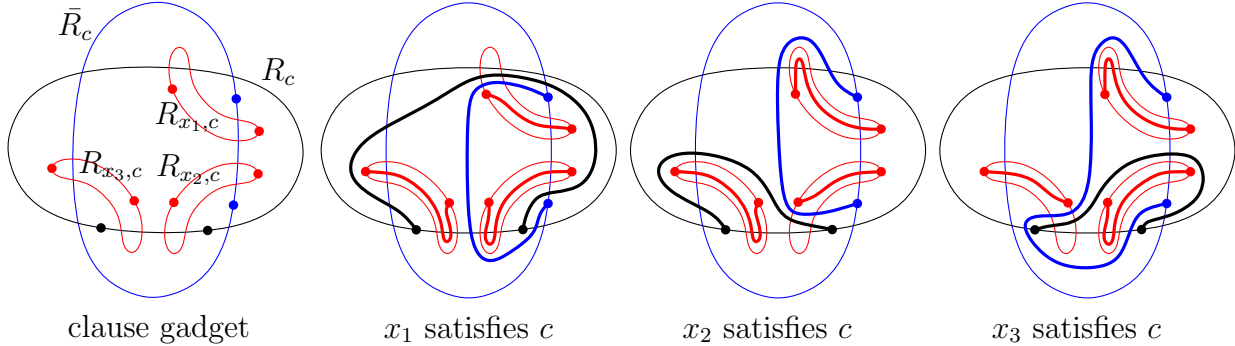 R̄_c
R_c
R_{x_1,c}
R_{x_3,c} R_{x_2,c}
clause gadget
x_1 satisfies c
x_2 satisfies c
x_3 satisfies c